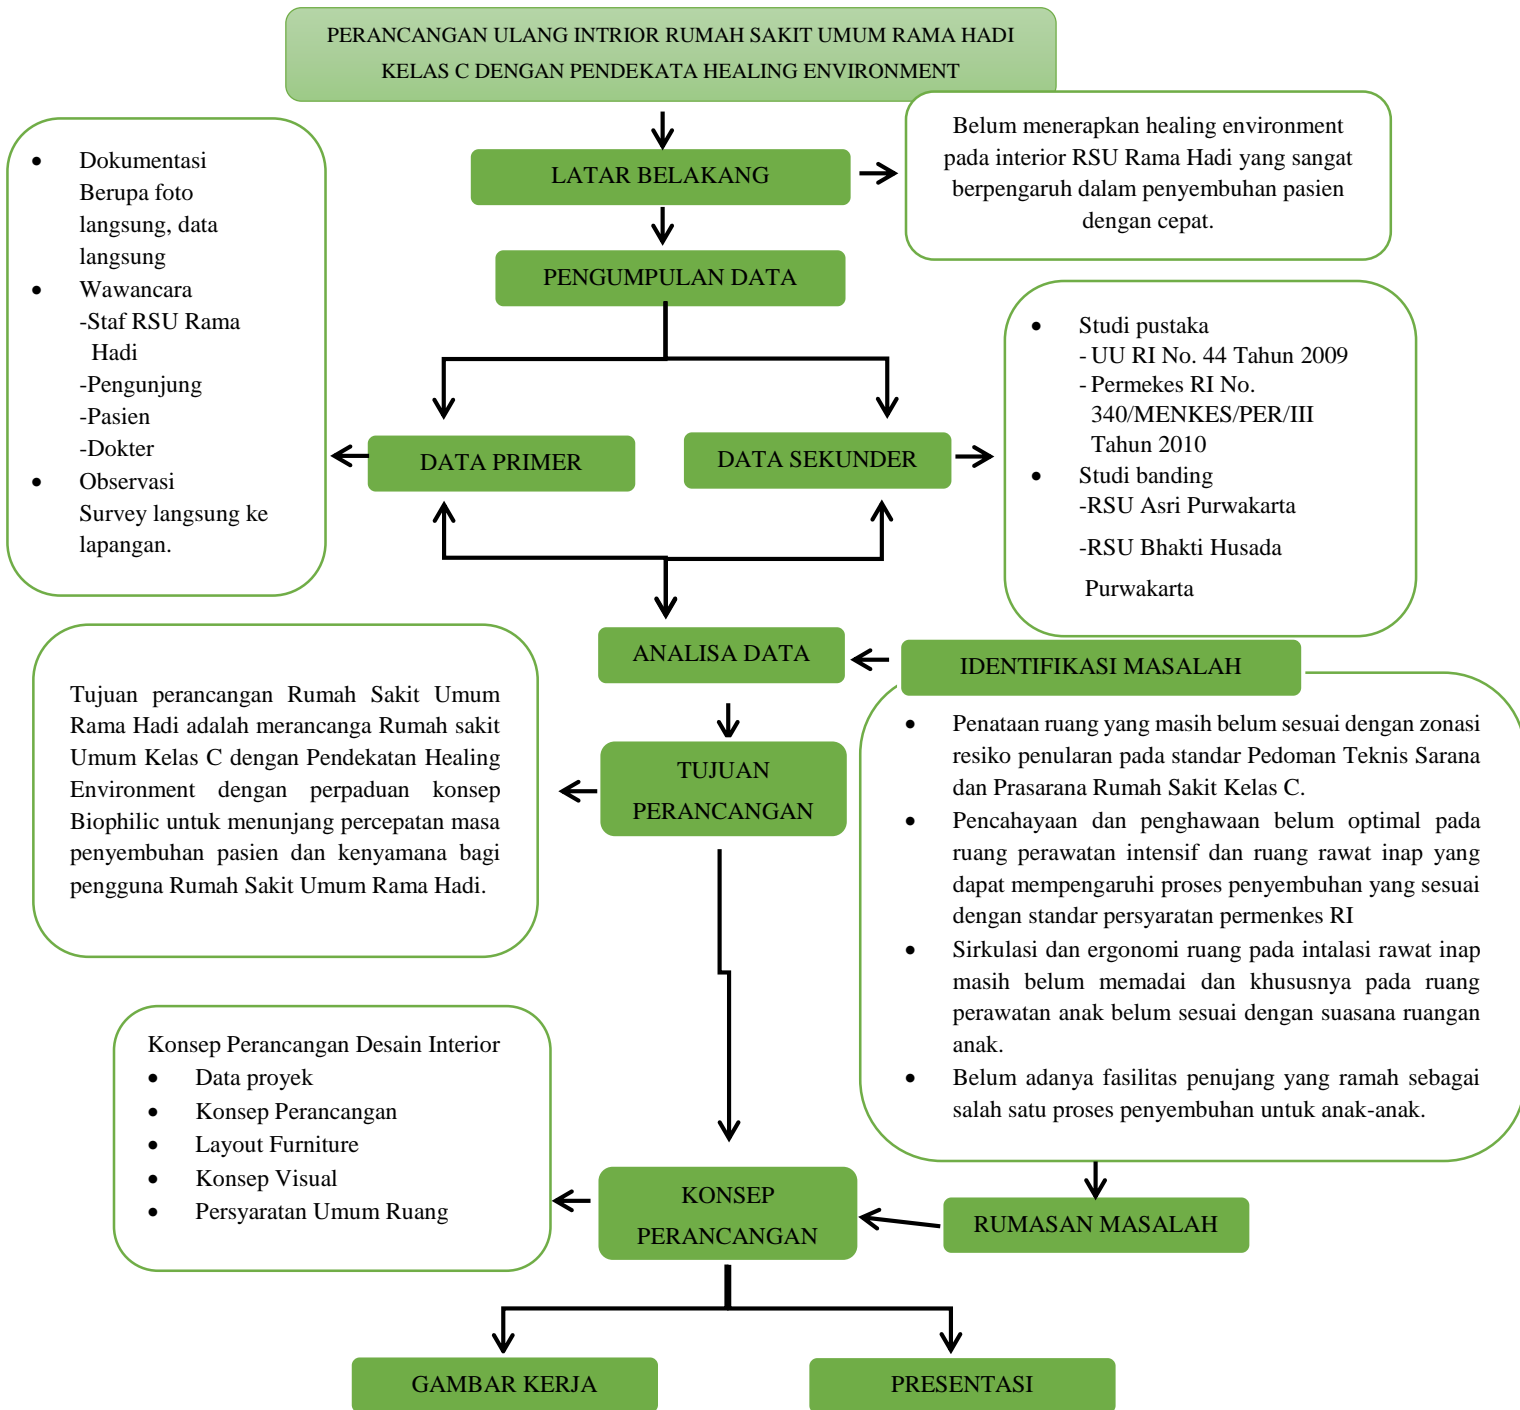 PERANCANGAN ULANG INTRIOR RUMAH SAKIT UMUM RAMA HADI
KELAS C DENGAN PENDEKATA HEALING ENVIRONMENT
LATAR BELAKANG
Belum menerapkan healing environment
pada interior RSU Rama Hadi yang sangat
berpengaruh dalam penyembuhan pasien
dengan cepat.
PENGUMPULAN DATA
• Dokumentasi
Berupa foto
langsung, data
langsung
• Wawancara
-Staf RSU Rama
Hadi
-Pengunjung
-Pasien
-Dokter
• Observasi
Survey langsung ke
lapangan.
DATA PRIMER
DATA SEKUNDER
• Studi pustaka
- UU RI No. 44 Tahun 2009
- Permekes RI No.
340/MENKES/PER/III
Tahun 2010
• Studi banding
-RSU Asri Purwakarta
-RSU Bhakti Husada
Purwakarta
ANALISA DATA
IDENTIFIKASI MASALAH
• Penataan ruang yang masih belum sesuai dengan zonasi
resiko penularan pada standar Pedoman Teknis Sarana
dan Prasarana Rumah Sakit Kelas C.
• Pencahayaan dan penghawaan belum optimal pada
ruang perawatan intensif dan ruang rawat inap yang
dapat mempengaruhi proses penyembuhan yang sesuai
dengan standar persyaratan permenkes RI
• Sirkulasi dan ergonomi ruang pada intalasi rawat inap
masih belum memadai dan khususnya pada ruang
perawatan anak belum sesuai dengan suasana ruangan
anak.
• Belum adanya fasilitas penujang yang ramah sebagai
salah satu proses penyembuhan untuk anak-anak.
TUJUAN
PERANCANGAN
Tujuan perancangan Rumah Sakit Umum
Rama Hadi adalah merancanga Rumah sakit
Umum Kelas C dengan Pendekatan Healing
Environment dengan perpaduan konsep
Biophilic untuk menunjang percepatan masa
penyembuhan pasien dan kenyamana bagi
pengguna Rumah Sakit Umum Rama Hadi.
Konsep Perancangan Desain Interior
• Data proyek
• Konsep Perancangan
• Layout Furniture
• Konsep Visual
• Persyaratan Umum Ruang
KONSEP
PERANCANGAN
RUMASAN MASALAH
GAMBAR KERJA
PRESENTASI